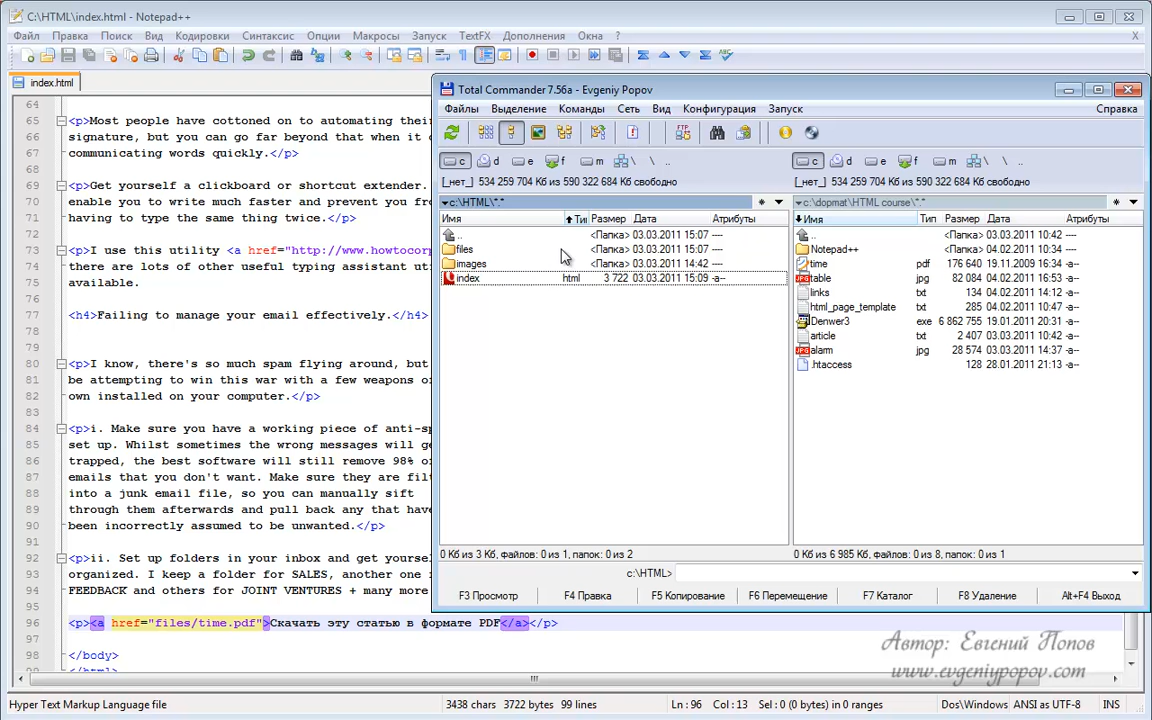 C:\HTML\index.html - Notepad++
Файл Правка Поиск Вид Кодировки Синтаксис Опции Макросы Запуск TextFX Дополнения Окна ? X
index.html
64
65 <p>Most people have cottoned on to automating their
66 signature, but you can go far beyond that when it c
67 communicating words quickly.</p>
68
69 <p>Get yourself a clickboard or shortcut extender.
70 enable you to write much faster and prevent you fro
71 having to type the same thing twice.</p>
72
73 <p>I use this utility <a href="http://www.howtocorp
74 there are lots of other useful typing assistant uti
75 available.
76
77 <h4>Failing to manage your email effectively.</h4>
78
79
80 <p>I know, there's so much spam flying around, but
81 be attempting to win this war with a few weapons of
82 own installed on your computer.</p>
83
84 <p>i. Make sure you have a working piece of anti-sp
85 set up. Whilst sometimes the wrong messages will ge
86 trapped, the best software will still remove 98% o
87 emails that you don't want. Make sure they are filt
88 into a junk email file, so you can manually sift
89 through them afterwards and pull back any that have
90 been incorrectly assumed to be unwanted.</p>
91
92 <p>ii. Set up folders in your inbox and get yoursel
93 organized. I keep a folder for SALES, another one f
94 FEEDBACK and others for JOINT VENTURES + many more
95
96 <p><a href="files/time.pdf">Скачать эту статью в формате PDF</a></p>
97
98 </body>
99 </html>
Hyper Text Markup Language file 3438 chars 3722 bytes 99 lines Ln : 96 Col : 13 Sel : 0 (0 bytes) in 0 ranges Dos\Windows ANSI as UTF-8 INS
Total Commander 7.56a - Evgeniy Popov
Файлы Выделение Команды Сеть Вид Конфигурация Запуск Справка
FTP
c d e f m \ \ ..
[_нет_] 534 259 704 Кб из 590 322 684 Кб свободно
c:\HTML\*.* * ▼
Имя Тип Размер Дата Атрибуты
.. <Папка> 03.03.2011 15:07 ----
files <Папка> 03.03.2011 15:07 ----
images <Папка> 03.03.2011 14:42 ----
index html 3 722 03.03.2011 15:09 -a--
0 Кб из 3 Кб, файлов: 0 из 1, папок: 0 из 2
c d e f m \ \ ..
[_нет_] 534 259 704 Кб из 590 322 684 Кб свободно
c:\dopmat\HTML course\*.* * ▼
Имя Тип Размер Дата Атрибуты
.. <Папка> 03.03.2011 10:42 ----
Notepad++ <Папка> 04.02.2011 10:30 ----
time pdf 176 640 19.11.2009 16:34 -a--
table jpg 82 084 04.02.2011 16:53 -a--
links txt 134 04.02.2011 14:12 -a--
html_page_template txt 285 04.02.2011 10:47 -a--
Denwer3 exe 6 862 755 19.01.2011 20:31 -a--
article txt 2 407 03.03.2011 10:42 -a--
alarm jpg 28 574 03.03.2011 14:37 -a--
.htaccess 128 28.01.2011 21:13 -a--
0 Кб из 6 985 Кб, файлов: 0 из 8, папок: 0 из 1
c:\HTML>
F3 Просмотр F4 Правка F5 Копирование F6 Перемещение F7 Каталог F8 Удаление Alt+F4 Выход
Автор: Евгений Попов
www.evgeniypopov.com